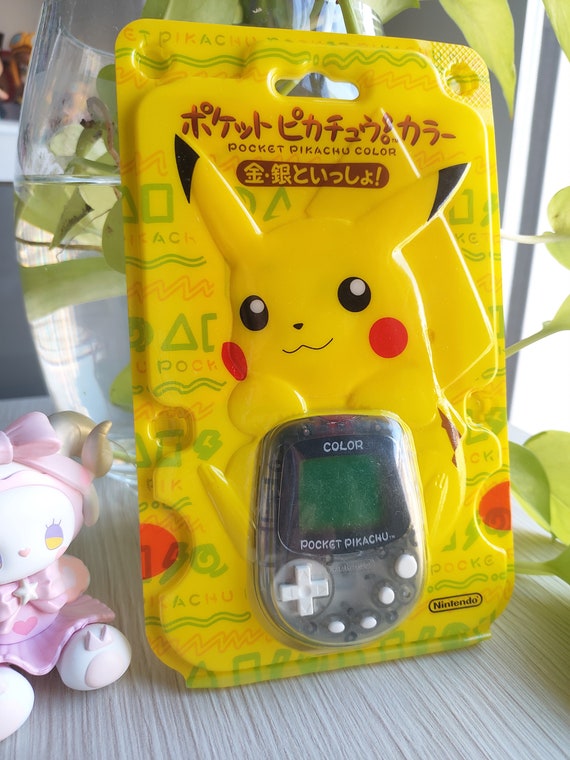 ポケットピカチュウ!カラー
POCKET PIKACHU COLOR
金・銀といっしょ!
COLOR
POCKET PIKACHU™
Nintendo